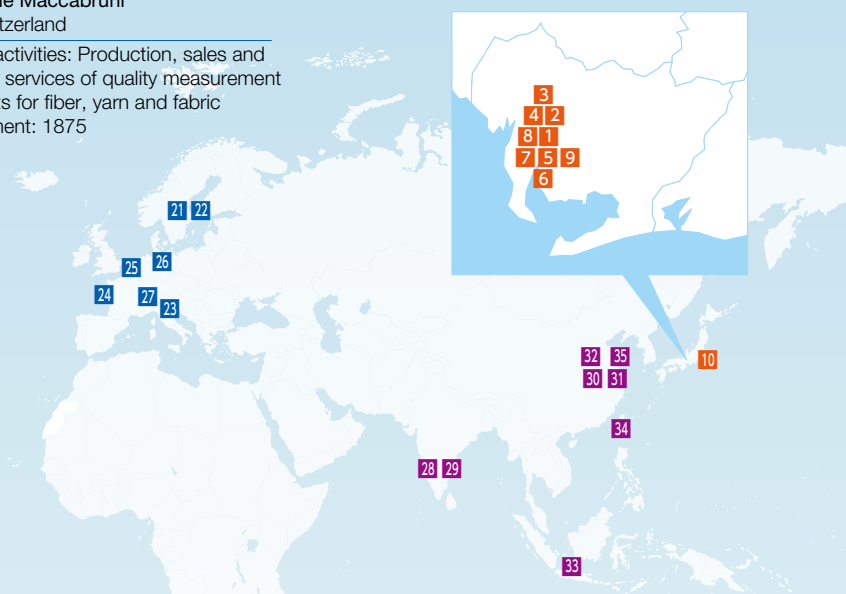 Maccabruni
activities: Production, sales and
services of quality measurement
for fiber, yarn and fabric
1875
3
4 2
8 1
7 5 9
6
21 22
25 26
24 27 23
32 35
10
30 31
34
28 29
33